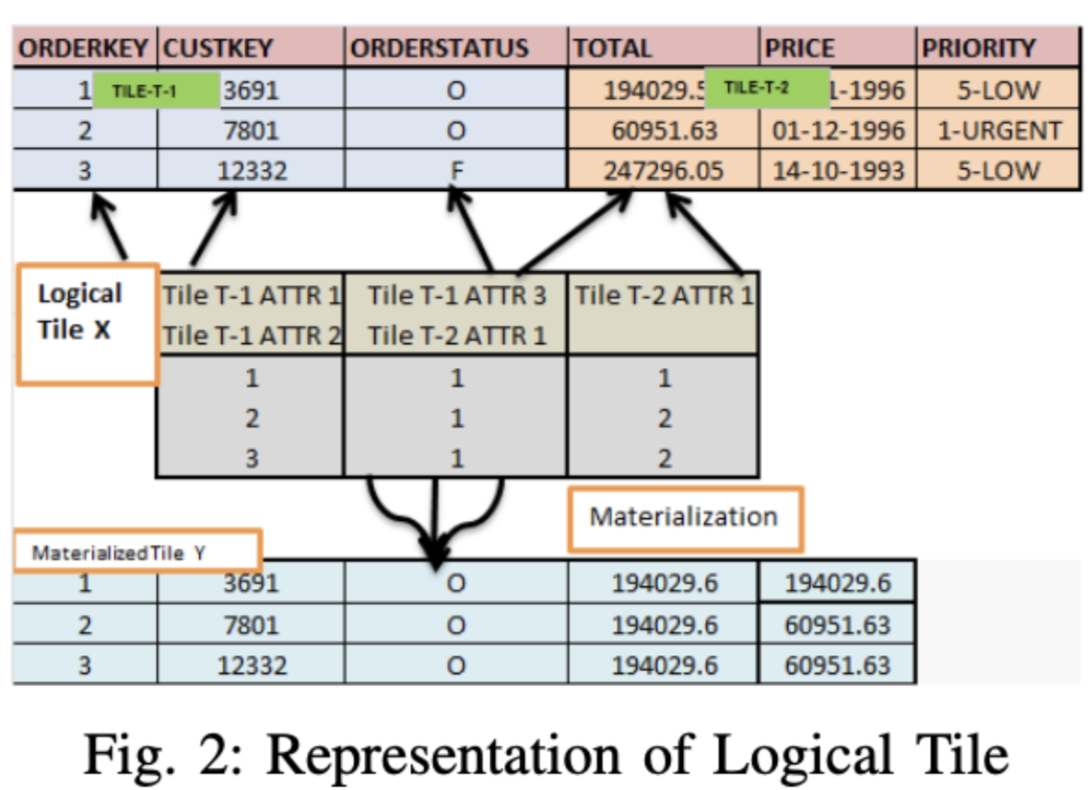 ORDERKEY CUSTKEY ORDERSTATUS TOTAL PRICE PRIORITY
1 TILE-T-1 3691 O 194029.5 TILE-T-2 1-1996 5-LOW
2 7801 O 60951.63 01-12-1996 1-URGENT
3 12332 F 247296.05 14-10-1993 5-LOW
Logical
Tile X
Tile T-1 ATTR 1 Tile T-1 ATTR 3 Tile T-2 ATTR 1
Tile T-1 ATTR 2 Tile T-2 ATTR 1
1 1 1
2 1 2
3 1 2
Materialization
Materialized Tile Y
1 3691 O 194029.6 194029.6
2 7801 O 194029.6 60951.63
3 12332 O 194029.6 60951.63
Fig. 2: Representation of Logical Tile